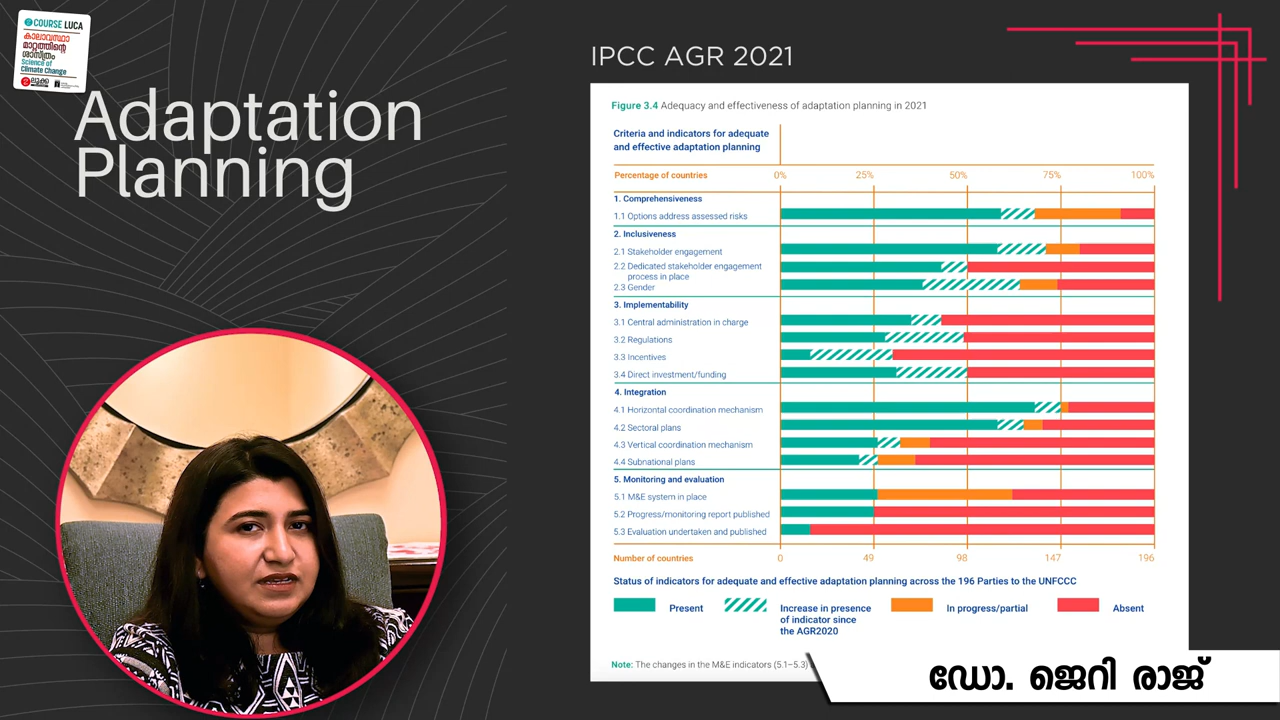 COURSE LUCA
കാലാവസ്ഥാ
മാറ്റത്തിന്റെ
ശാസ്ത്രം
Science of
Climate Change
ലൂക്ക
Adaptation
Planning
IPCC AGR 2021
Figure 3.4 Adequacy and effectiveness of adaptation planning in 2021
Criteria and indicators for adequate
and effective adaptation planning
Percentage of countries 0% 25% 50% 75% 100%
1. Comprehensiveness
1.1 Options address assessed risks
2. Inclusiveness
2.1 Stakeholder engagement
2.2 Dedicated stakeholder engagement
process in place
2.3 Gender
3. Implementability
3.1 Central administration in charge
3.2 Regulations
3.3 Incentives
3.4 Direct investment/funding
4. Integration
4.1 Horizontal coordination mechanism
4.2 Sectoral plans
4.3 Vertical coordination mechanism
4.4 Subnational plans
5. Monitoring and evaluation
5.1 M&E system in place
5.2 Progress/monitoring report published
5.3 Evaluation undertaken and published
Number of countries 0 49 98 147 196
Status of indicators for adequate and effective adaptation planning across the 196 Parties to the UNFCCC
Present
Increase in presence
of indicator since
the AGR2020
In progress/partial
Absent
Note: The changes in the M&E indicators (5.1–5.3)
ഡോ. ജെറി രാജ്